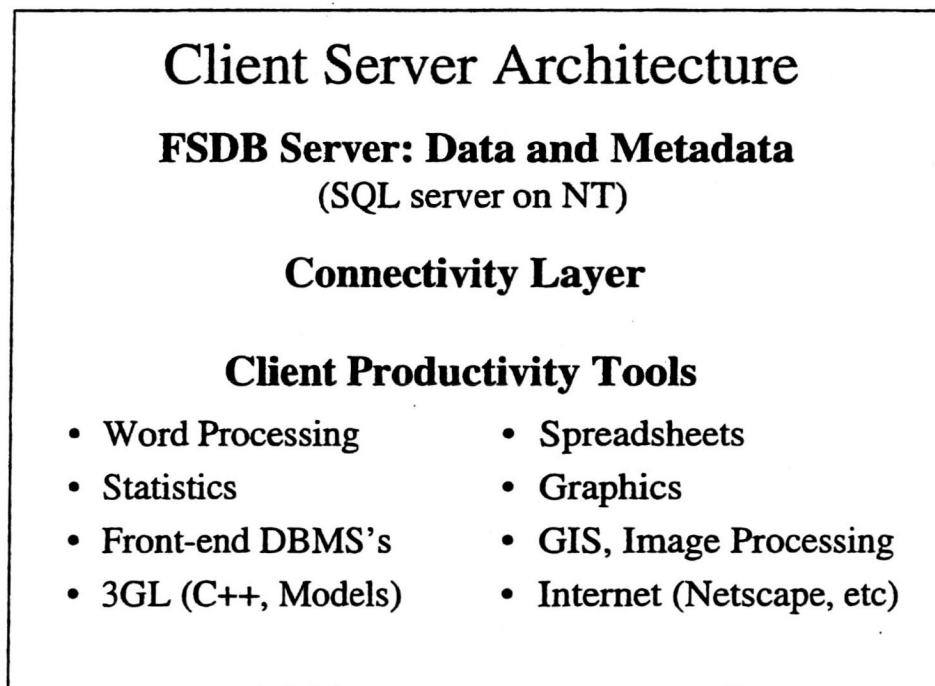 Client Server Architecture
FSDB Server: Data and Metadata
(SQL server on NT)
Connectivity Layer
Client Productivity Tools
• Word Processing
• Statistics
• Front-end DBMS's
• 3GL (C++, Models)
• Spreadsheets
• Graphics
• GIS, Image Processing
• Internet (Netscape, etc)